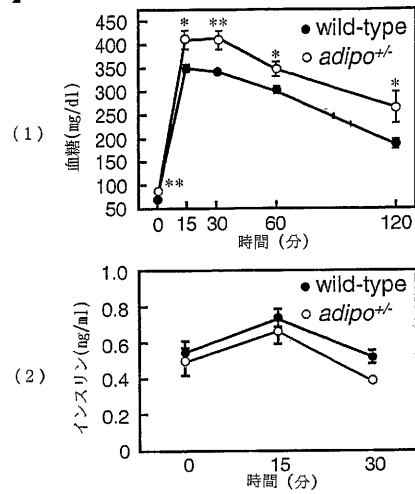 (1)
血糖(mg/dl)
450
400
350
300
250
200
150
100
50
* ** * * **
wild-type
adipo+/-
0 15 30 60 120
時間(分)
(2)
インスリン(ng/ml)
1.0
0.8
0.6
0.4
0.2
0
wild-type
adipo+/-
0 15 30
時間(分)